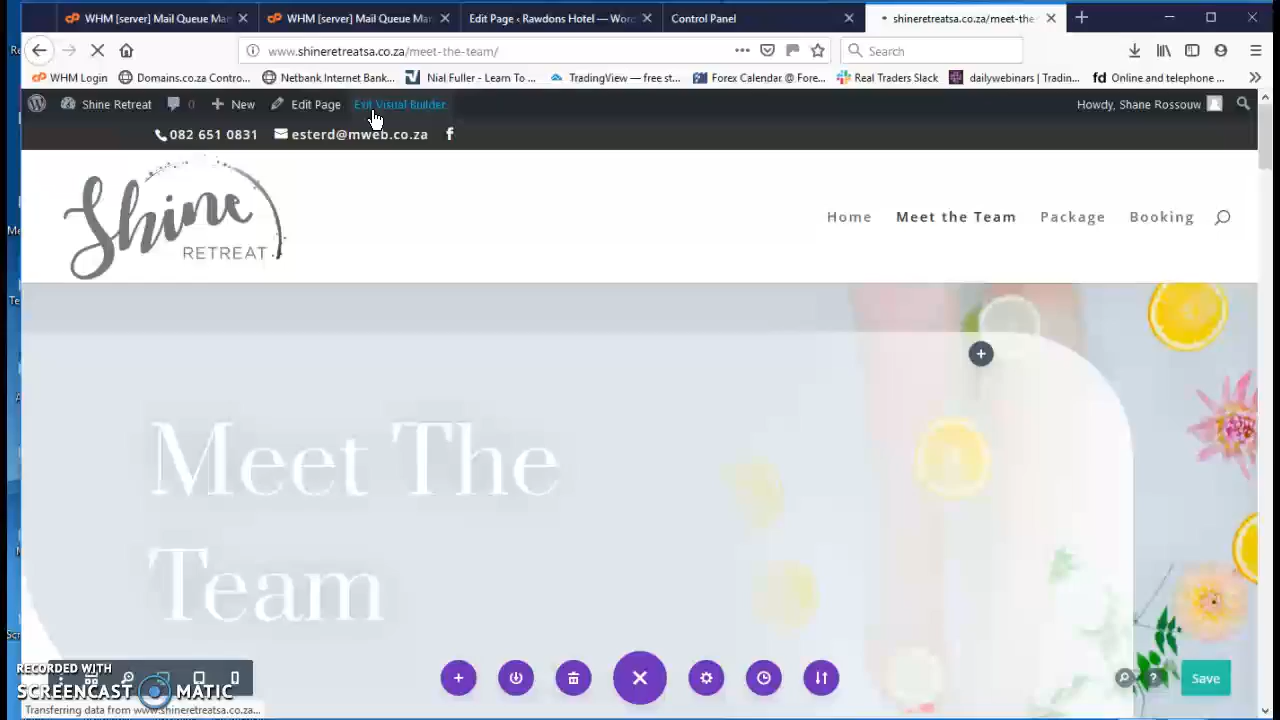 WHM [server] Mail Queue Mar
WHM [server] Mail Queue Mar
Edit Page ‹ Rawdons Hotel — Wor
Control Panel
shineretreatsa.co.za/meet-the-
www.shineretreatsa.co.za/meet-the-team/
Search
WHM Login
Domains.co.za Contro...
Netbank Internet Bank...
Nial Fuller - Learn To ...
TradingView — free st...
Forex Calendar @ Fore...
Real Traders Slack
dailywebinars | Tradin...
fd Online and telephone ...
Shine Retreat
0
New
Edit Page
Exit Visual Builder
Howdy, Shane Rossouw
082 651 0831
esterd@mweb.co.za
Shine
RETREAT
Home
Meet the Team
Package
Booking
Meet The
Team
RECORDED WITH
SCREENCAST MATIC
Save
Transferring data from www.shineretreatsa.co.za...